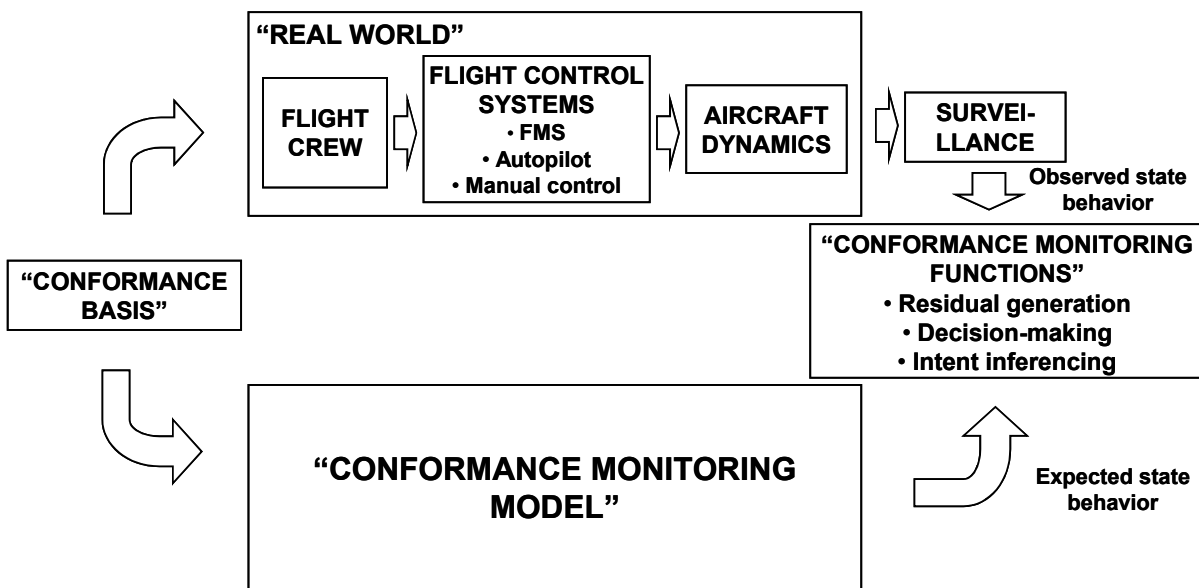 “REAL WORLD”
FLIGHT
CREW
FLIGHT CONTROL
SYSTEMS
• FMS
• Autopilot
• Manual control
AIRCRAFT
DYNAMICS
SURVEI-
LLANCE
Observed state
behavior
“CONFORMANCE
BASIS”
“CONFORMANCE MONITORING
FUNCTIONS”
• Residual generation
• Decision-making
• Intent inferencing
“CONFORMANCE MONITORING
MODEL”
Expected state
behavior